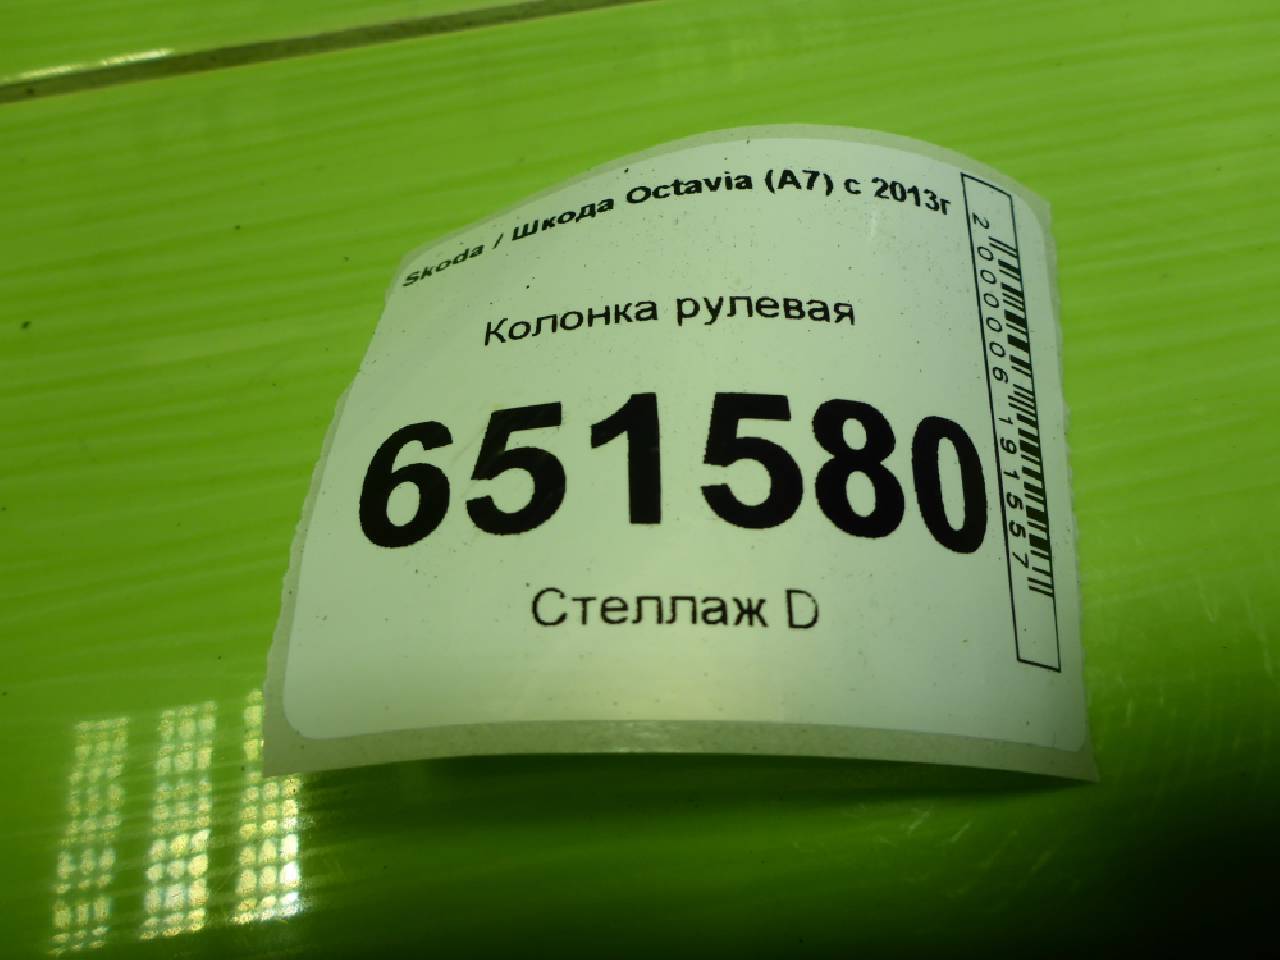 Skoda / Шкода Octavia (A7) с 2013г
Колонка рулевая
651580
Стеллаж D
2000006191557